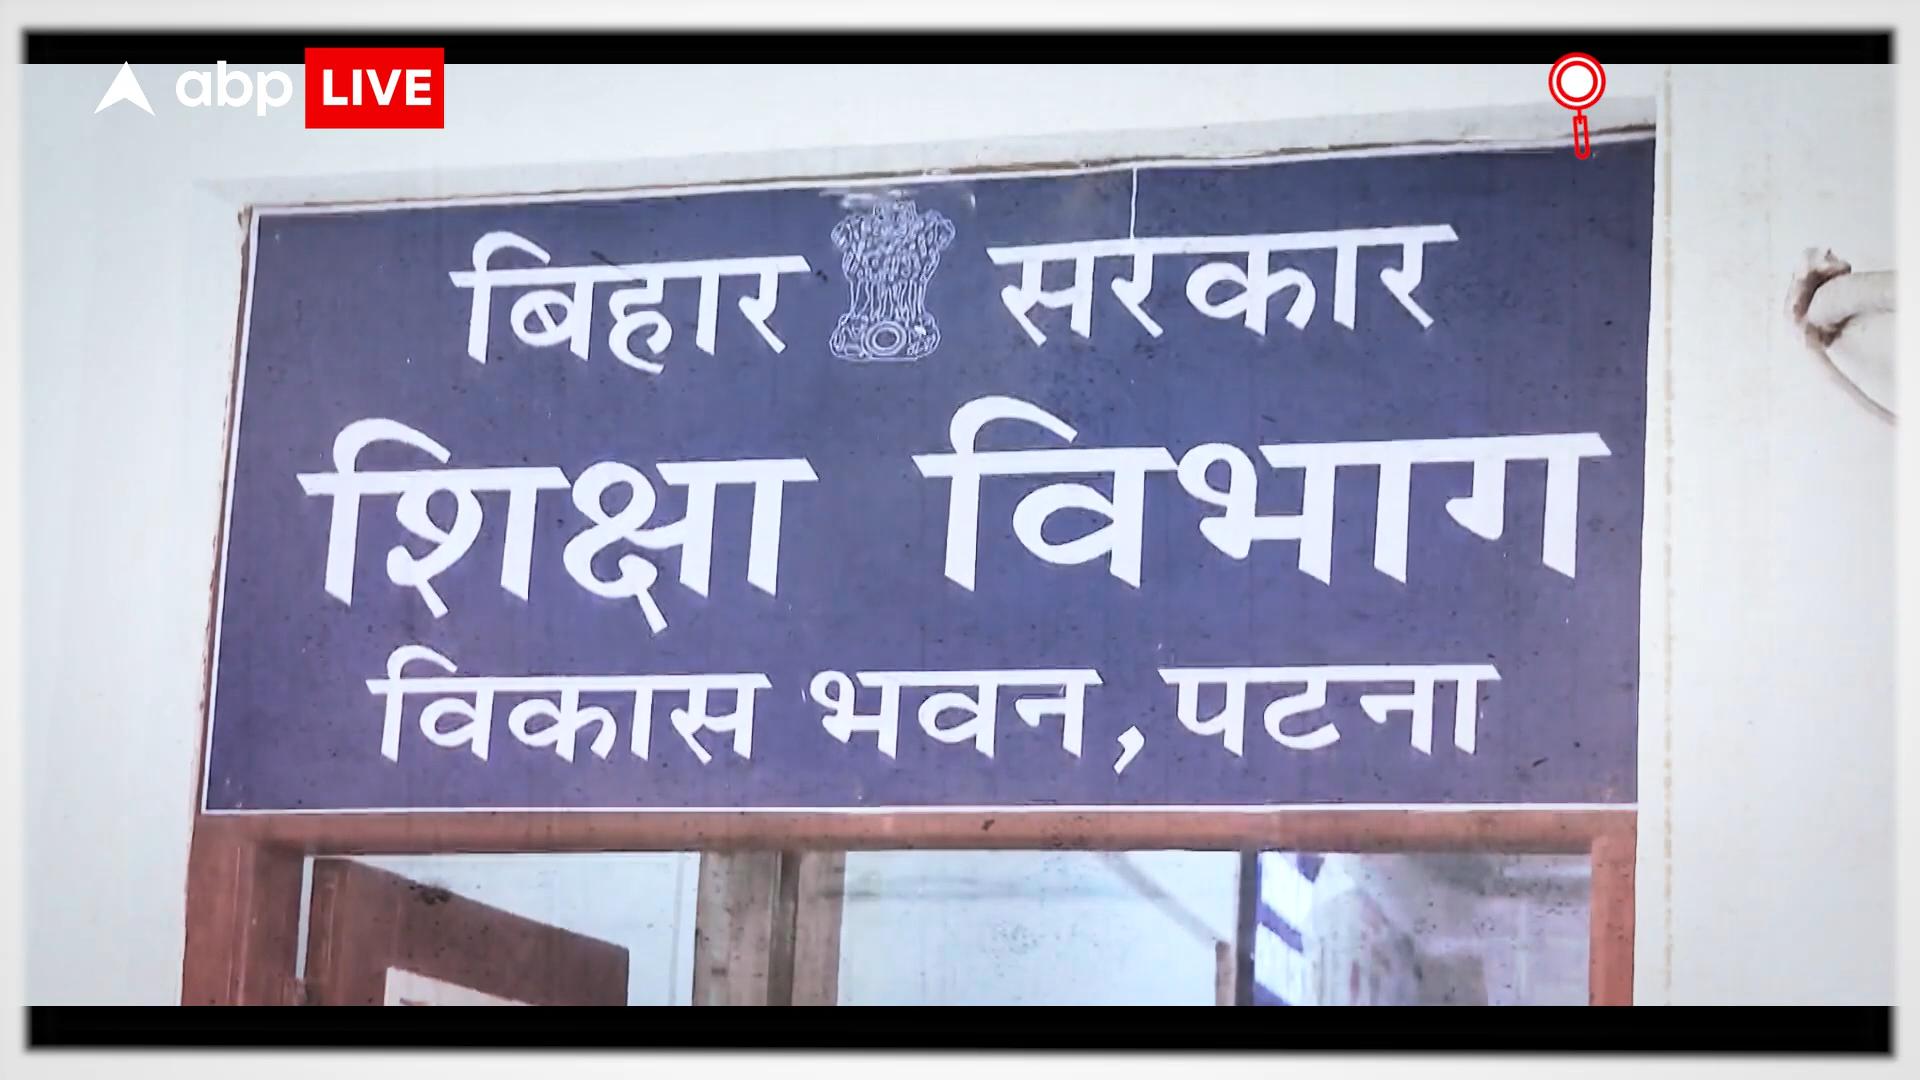 abp LIVE
बिहार सरकार
शिक्षा विभाग
विकास भवन, पटना